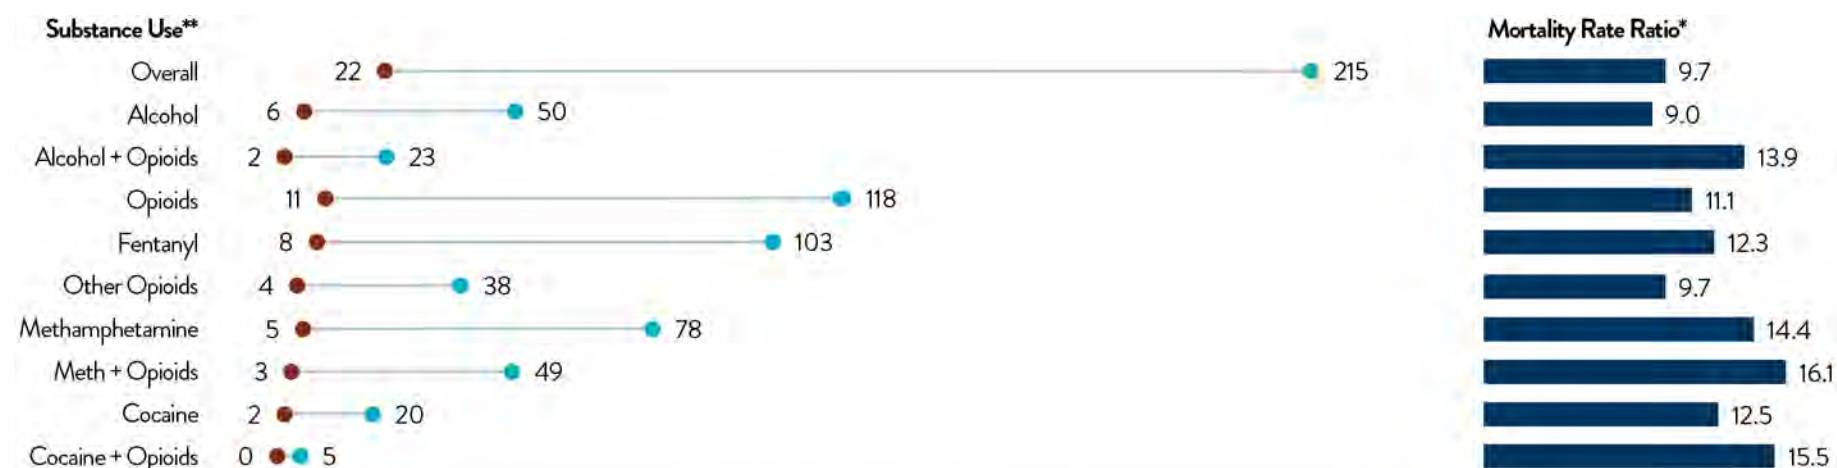 Substance Use** Mortality Rate Ratio*
Overall 22 215 9.7
Alcohol 6 50 9.0
Alcohol + Opioids 2 23 13.9
Opioids 11 118 11.1
Fentanyl 8 103 12.3
Other Opioids 4 38 9.7
Methamphetamine 5 78 14.4
Meth + Opioids 3 49 16.1
Cocaine 2 20 12.5
Cocaine + Opioids 0 5 15.5